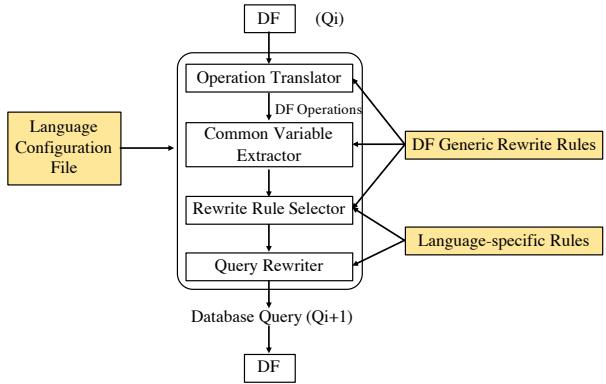 DF (Qi)
Operation Translator
DF Operations
Language
Configuration
File
Common Variable
Extractor
DF Generic Rewrite Rules
Rewrite Rule Selector
Language-specific Rules
Query Rewriter
Database Query (Qi+1)
DF